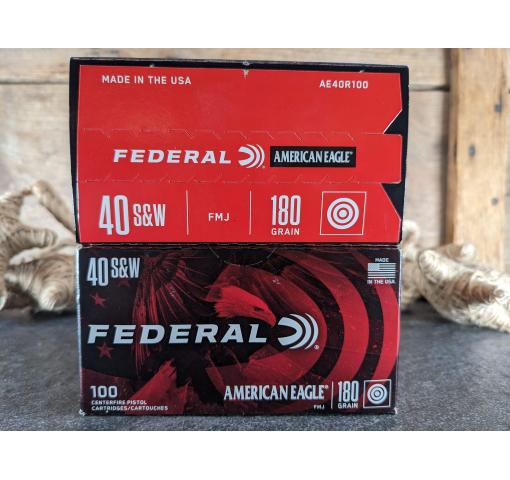 MADE IN THE USA AE40R100
FEDERAL® AMERICAN EAGLE®
40 S&W FMJ 180 GRAIN
40 S&W MADE IN THE USA
FEDERAL®
100 AMERICAN EAGLE® 180 GRAIN
CENTERFIRE PISTOL FMJ
CARTRIDGES/CARTOUCHES